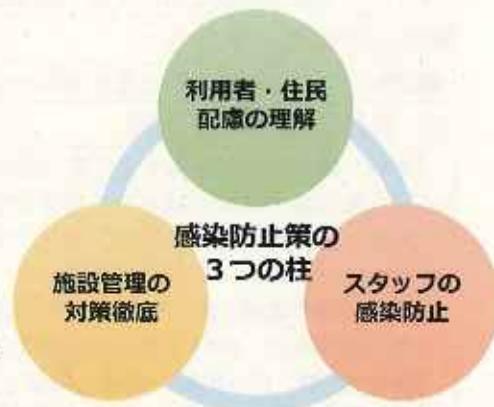 利用者・住民
配慮の理解
感染防止策の
３つの柱
施設管理の
対策徹底
スタッフの
感染防止